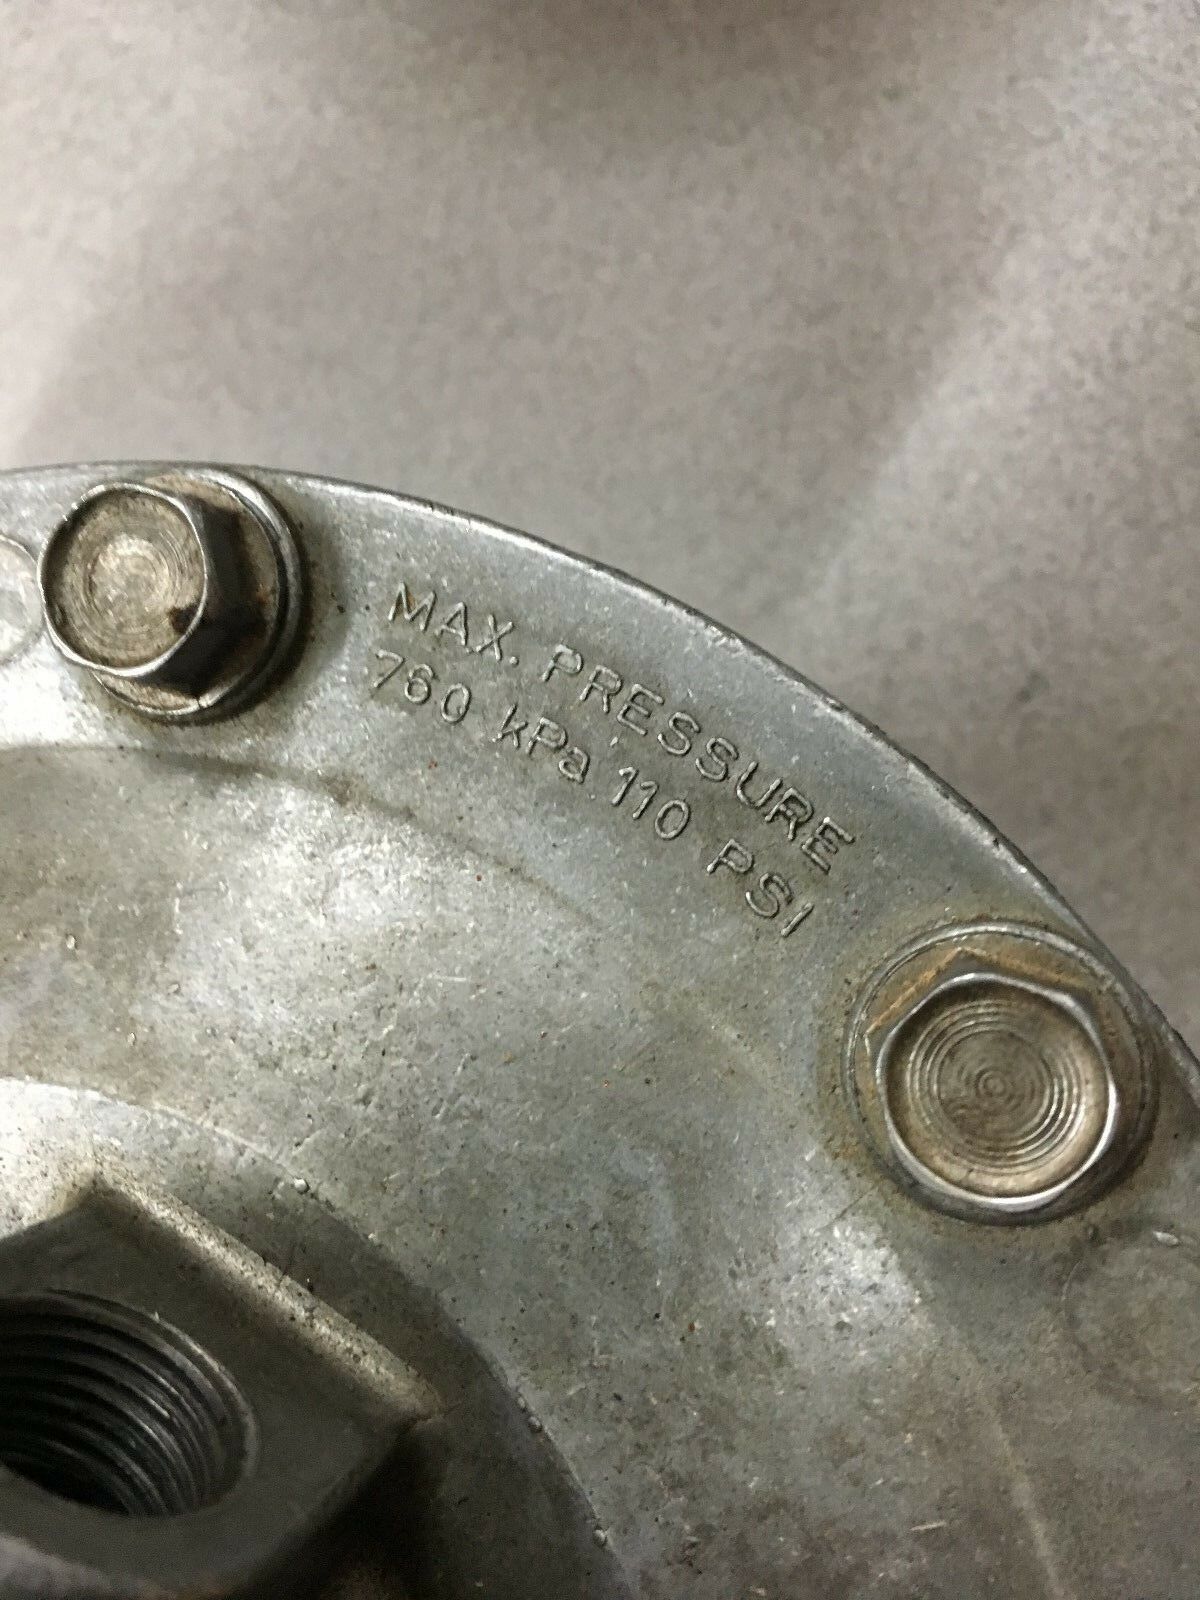 MAX. PRESSURE
760 kPa 110 PSI